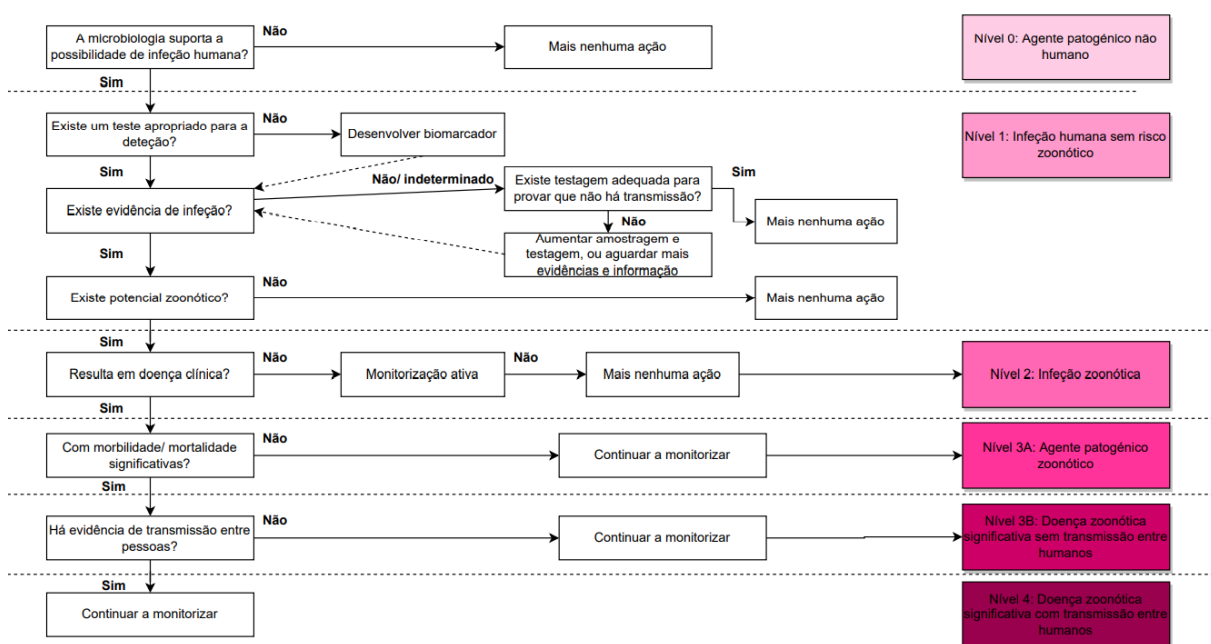 A microbiologia suporta a
possibilidade de infeção humana?
Não
Mais nenhuma ação
Nível 0: Agente patogénico não
humano
Sim
Existe um teste apropriado para a
deteção?
Não
Desenvolver biomarcador
Nível 1: Infeção humana sem risco
zoonótico
Sim
Existe evidência de infeção?
Não/ indeterminado
Existe testagem adequada para
provar que não há transmissão?
Sim
Mais nenhuma ação
Não
Aumentar amostragem e
testagem, ou aguardar mais
evidências e informação
Sim
Existe potencial zoonótico?
Não
Mais nenhuma ação
Sim
Resulta em doença clínica?
Não
Monitorização ativa
Não
Mais nenhuma ação
Nível 2: Infeção zoonótica
Sim
Com morbilidade/ mortalidade
significativas?
Não
Continuar a monitorizar
Nível 3A: Agente patogénico
zoonótico
Sim
Há evidência de transmissão entre
pessoas?
Não
Continuar a monitorizar
Nível 3B: Doença zoonótica
significativa sem transmissão entre
humanos
Sim
Continuar a monitorizar
Nível 4: Doença zoonótica
significativa com transmissão entre
humanos